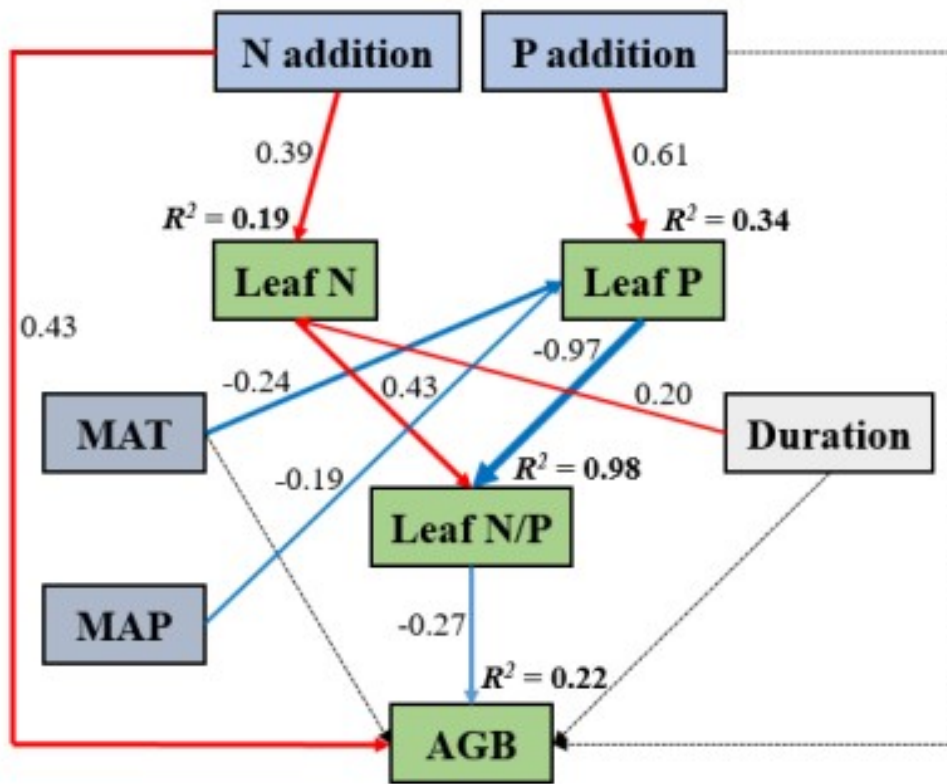 N addition
P addition
0.39
0.61
R² = 0.19
R² = 0.34
Leaf N
Leaf P
0.43
-0.24
0.43
-0.97
0.20
MAT
Duration
-0.19
R² = 0.98
Leaf N/P
MAP
-0.27
R² = 0.22
AGB